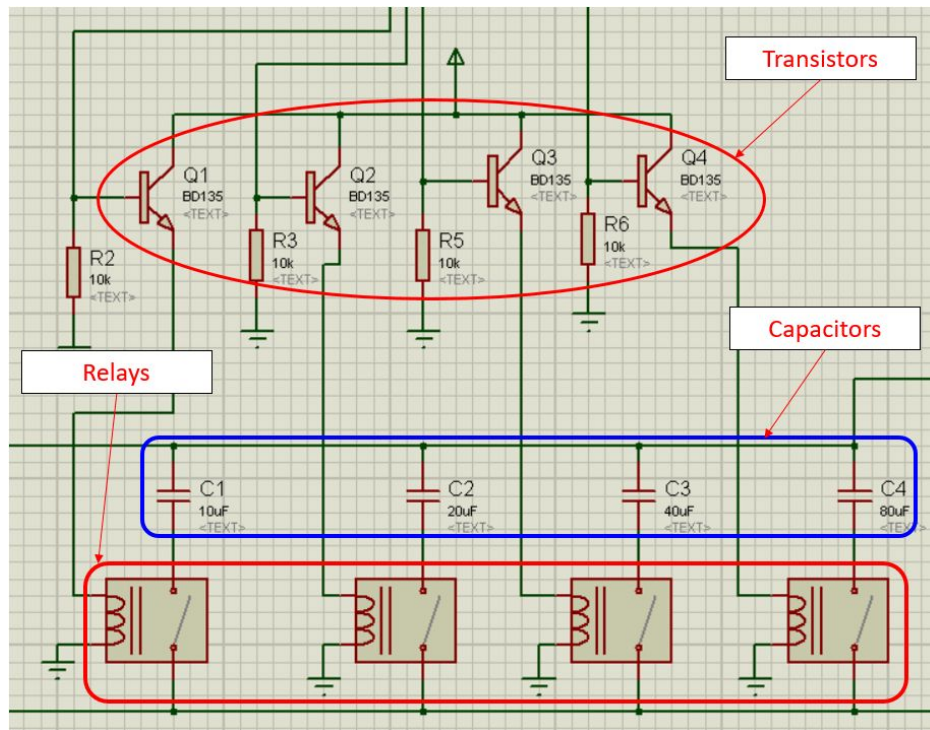 Transistors
Q1
BD135
<TEXT>
Q2
BD135
<TEXT>
Q3
BD135
<TEXT>
Q4
BD135
<TEXT>
R2
10k
<TEXT>
R3
10k
<TEXT>
R5
10k
<TEXT>
R6
10k
<TEXT>
Capacitors
Relays
C1
10uF
<TEXT>
C2
20uF
<TEXT>
C3
40uF
<TEXT>
C4
80uF
<TEXT>